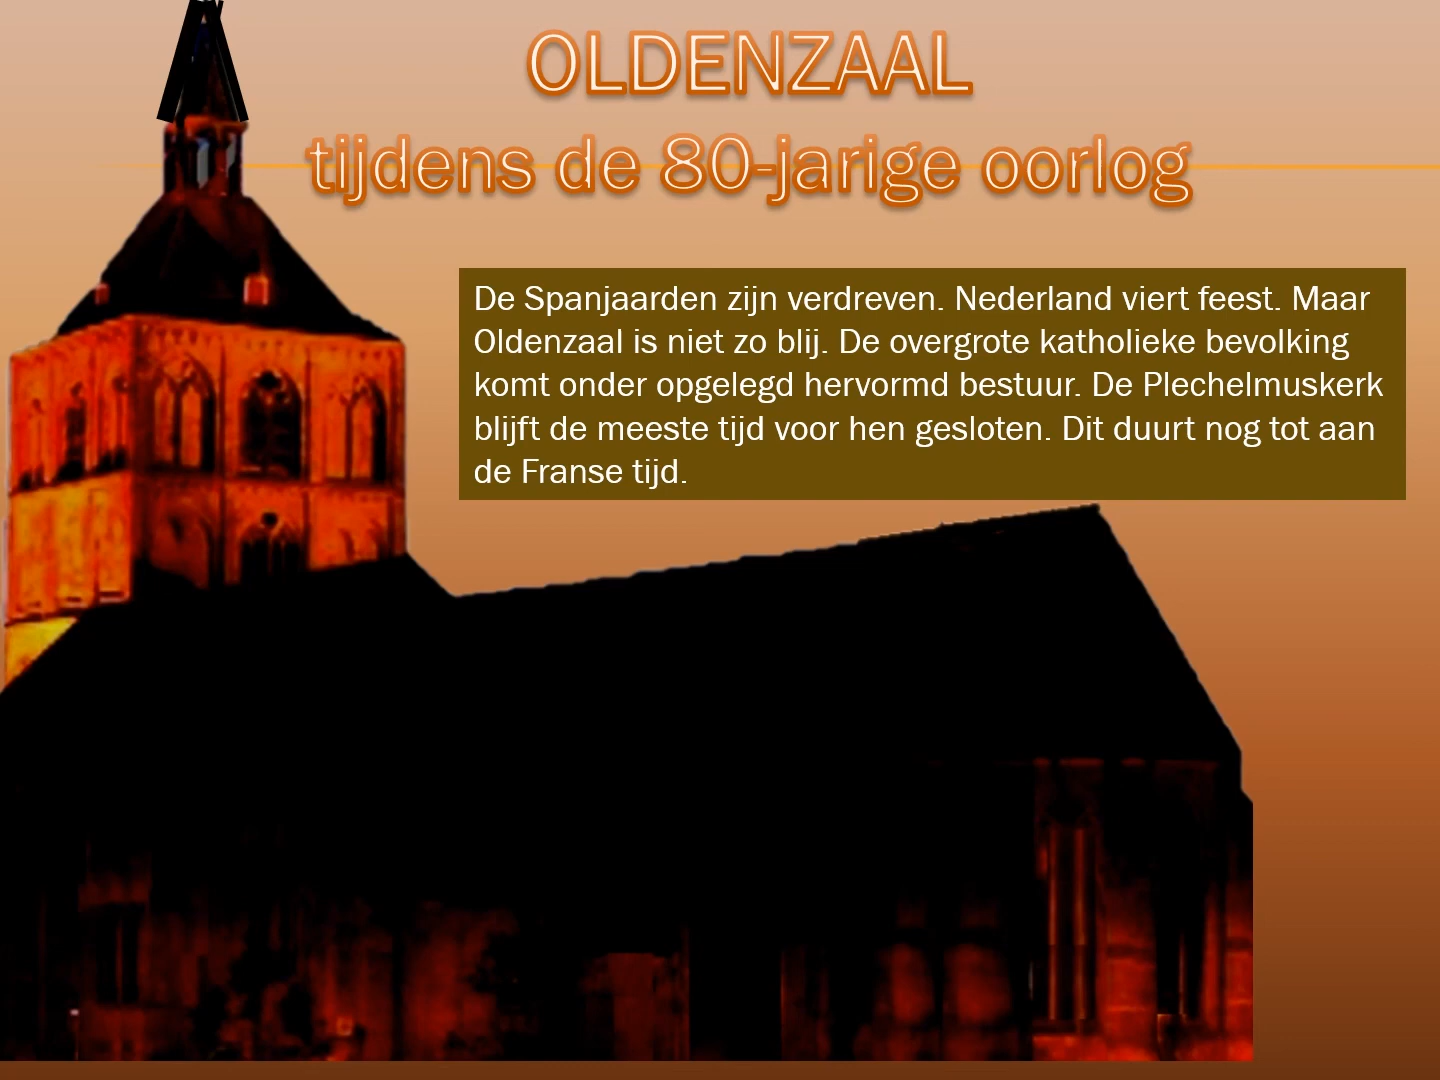 OLDENZAAL
tijdens de 80-jarige oorlog
De Spanjaarden zijn verdreven. Nederland viert feest. Maar
Oldenzaal is niet zo blij. De overgrote katholieke bevolking
komt onder opgelegd hervormd bestuur. De Plechelmuskerk
blijft de meeste tijd voor hen gesloten. Dit duurt nog tot aan
de Franse tijd.